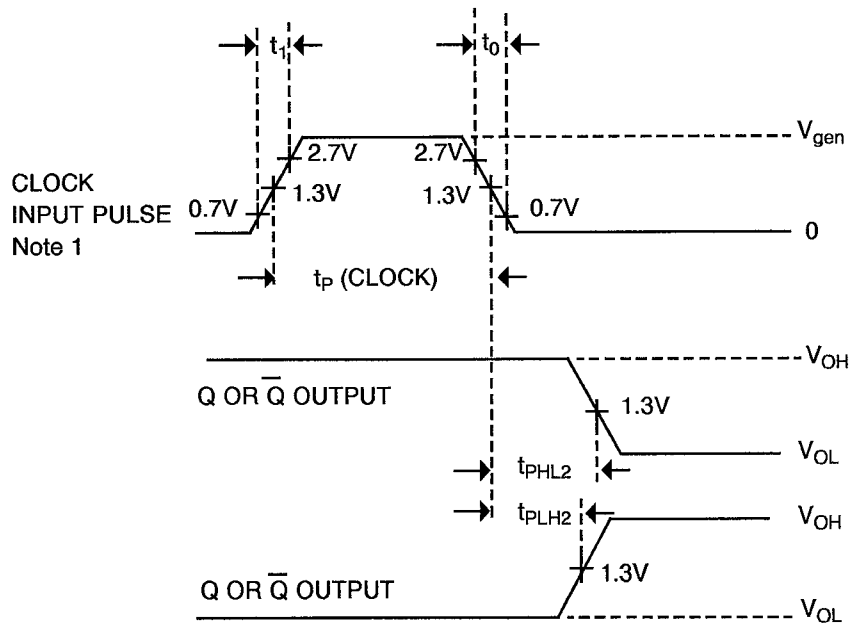 t1
t0
Vgen
2.7V
2.7V
CLOCK
INPUT PULSE
Note 1
0.7V
1.3V
1.3V
0.7V
0
tP (CLOCK)
VOH
Q OR Q̅ OUTPUT
1.3V
VOL
tPHL2
tPLH2
VOH
1.3V
Q OR Q̅ OUTPUT
VOL